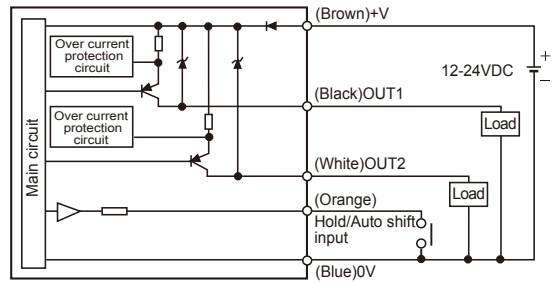 (Brown)+V
Over current
protection
circuit
12-24VDC
+
−
(Black)OUT1
Over current
protection
circuit
Load
Main circuit
(White)OUT2
Load
(Orange)
Hold/Auto shift
input
(Blue)0V